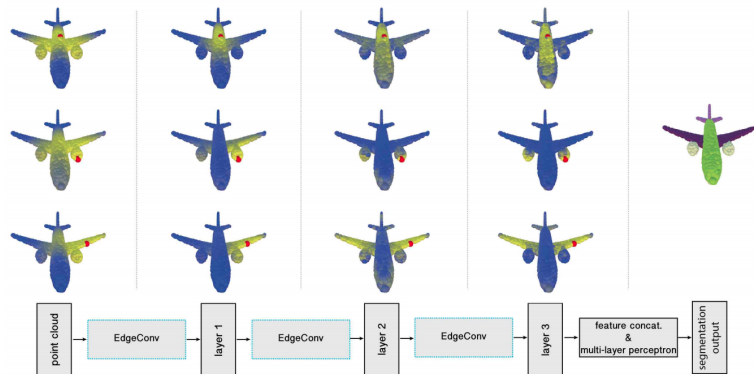 point cloud
EdgeConv
layer 1
EdgeConv
layer 2
EdgeConv
layer 3
feature concat.
&
multi-layer perceptron
segmentation
output